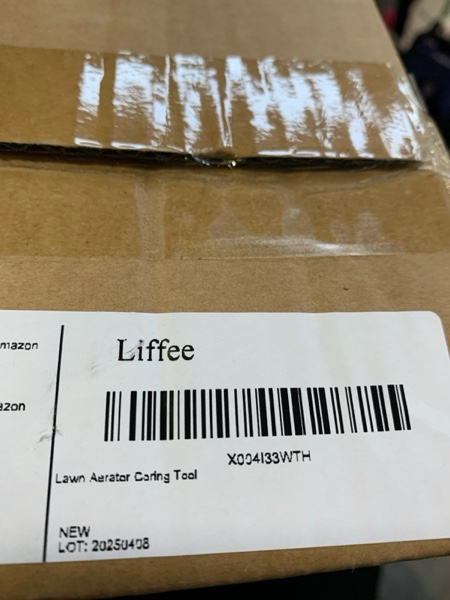 mazon
azon
Liffee
X004I33WTH
Lawn Aerator Coring Tool
NEW
LOT: 20250408